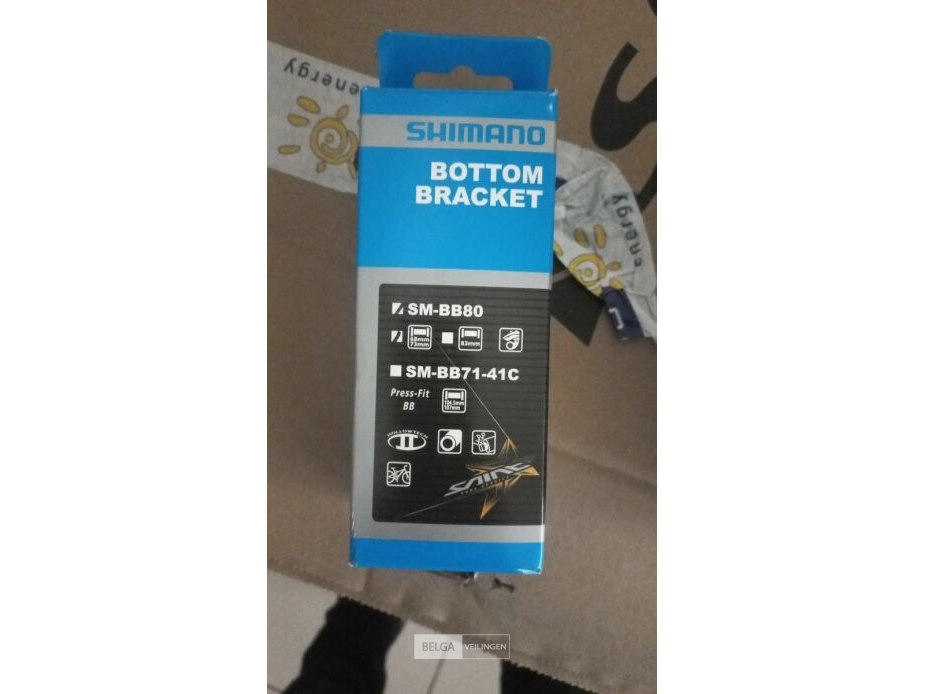 energy
SHIMANO
BOTTOM
BRACKET
energy
SM-BB80
68mm
73mm
83mm
SM-BB71-41C
Press-Fit
BB
104.5mm
107mm
HOLLOWTECH
II
SAINT
BELGA VEILINGEN